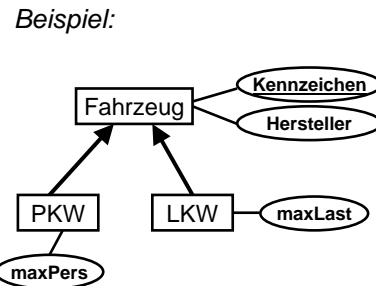 Beispiel:
Kennzeichen
Fahrzeug
Hersteller
PKW
LKW
maxLast
maxPers